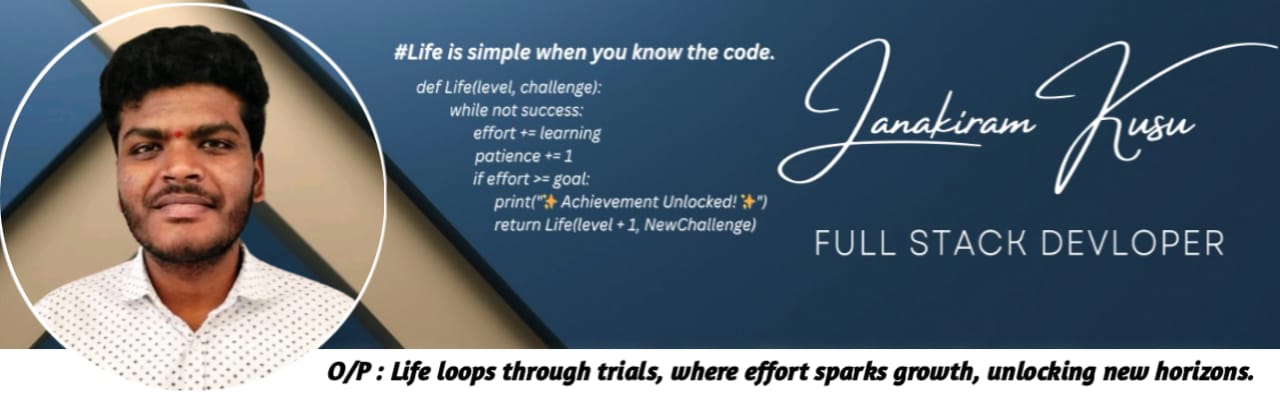 #Life is simple when you know the code.
def Life(level, challenge):
while not success:
effort += learning
patience += 1
if effort >= goal:
print("✨ Achievement Unlocked! ✨")
return Life(level + 1, NewChallenge)
Janakiram Kusu
FULL STACK DEVLOPER
O/P : Life loops through trials, where effort sparks growth, unlocking new horizons.